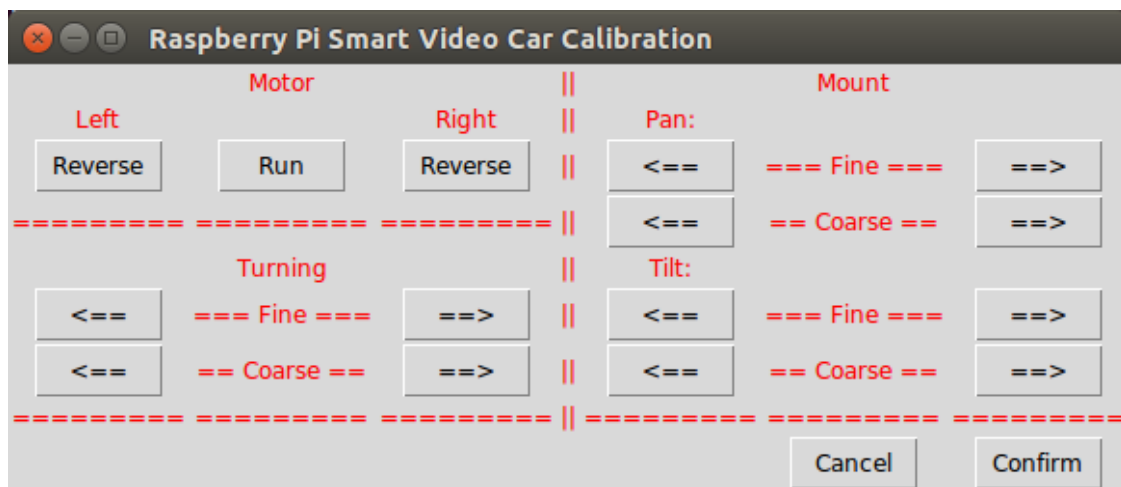 Raspberry Pi Smart Video Car Calibration
Motor || Mount
Left Right || Pan:
Reverse Run Reverse || <== === Fine === ==>
========= ========= ========= || <== == Coarse == ==>
Turning || Tilt:
<== === Fine === ==> || <== === Fine === ==>
<== == Coarse == ==> || <== == Coarse == ==>
========= ========= ========= || ========= ========= =========
Cancel Confirm